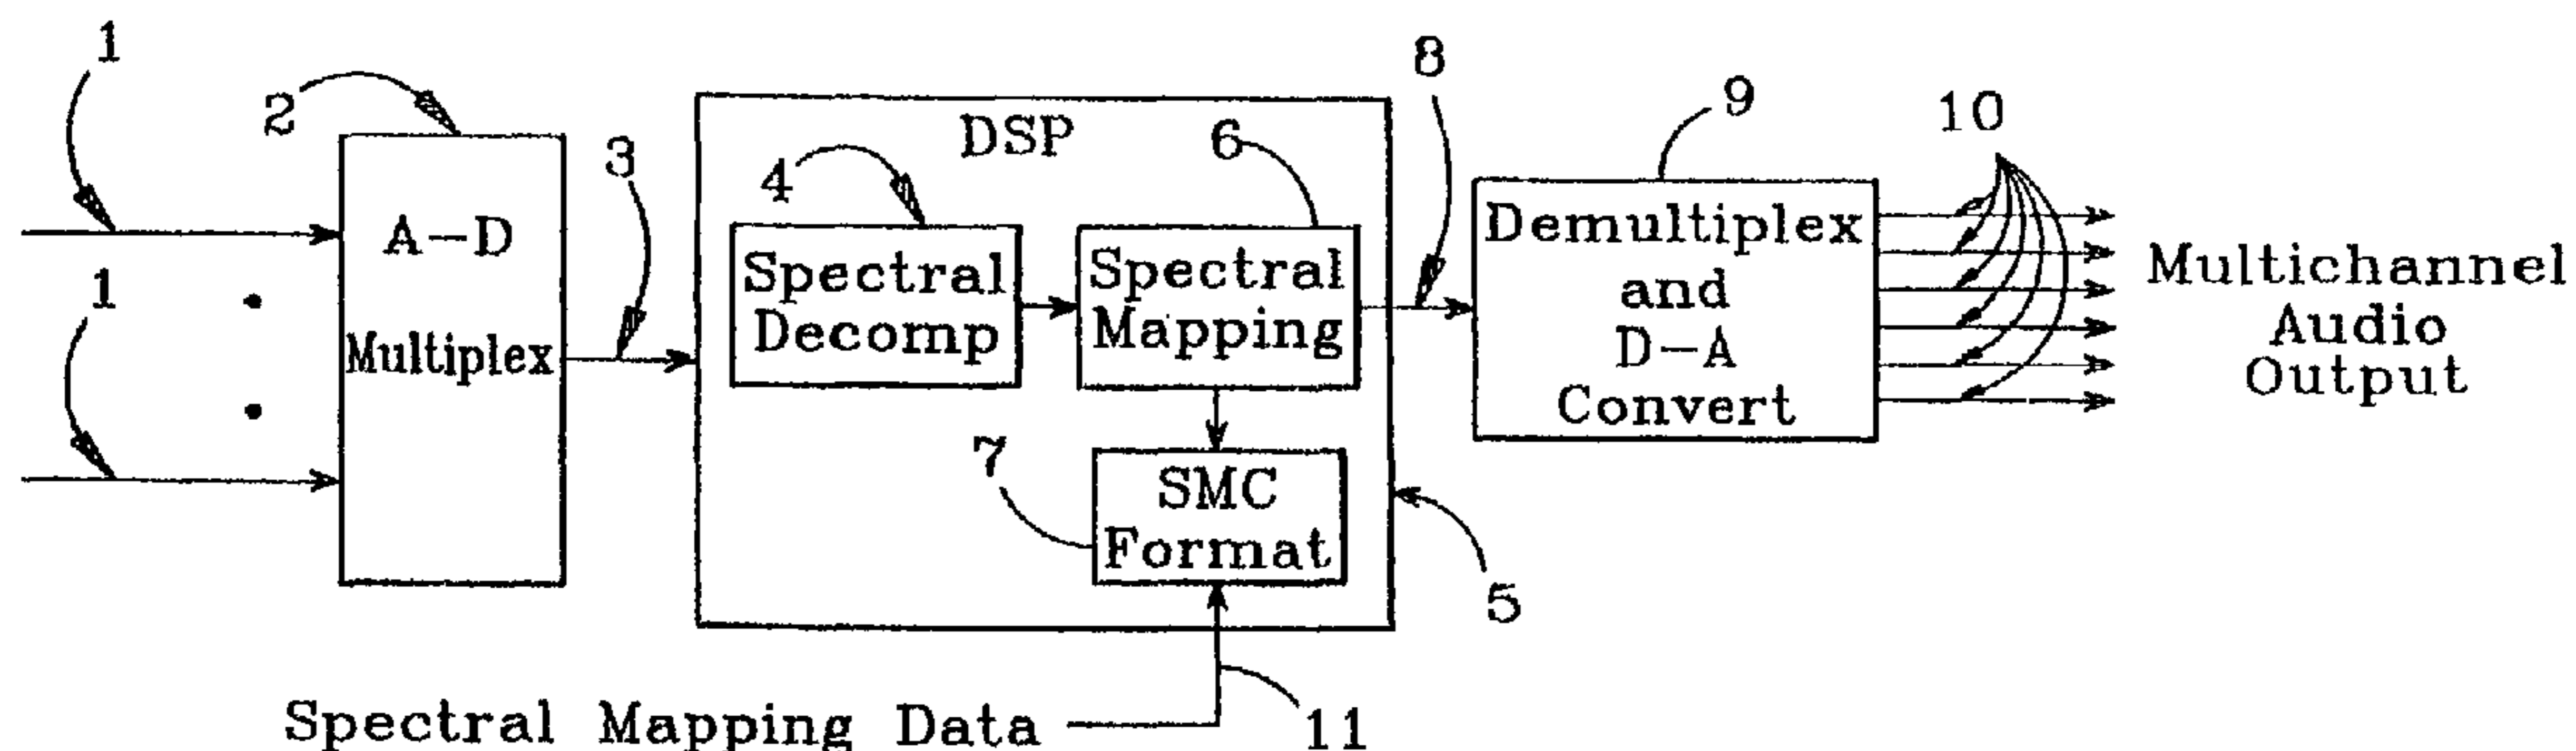 1
2
A-D
Multiplex
1
3
DSP
4
6
Spectral
Decomp
Spectral
Mapping
7
SMC
Format
5
8
9
Demultiplex
and
D-A
Convert
10
Multichannel
Audio
Output
Spectral Mapping Data
11